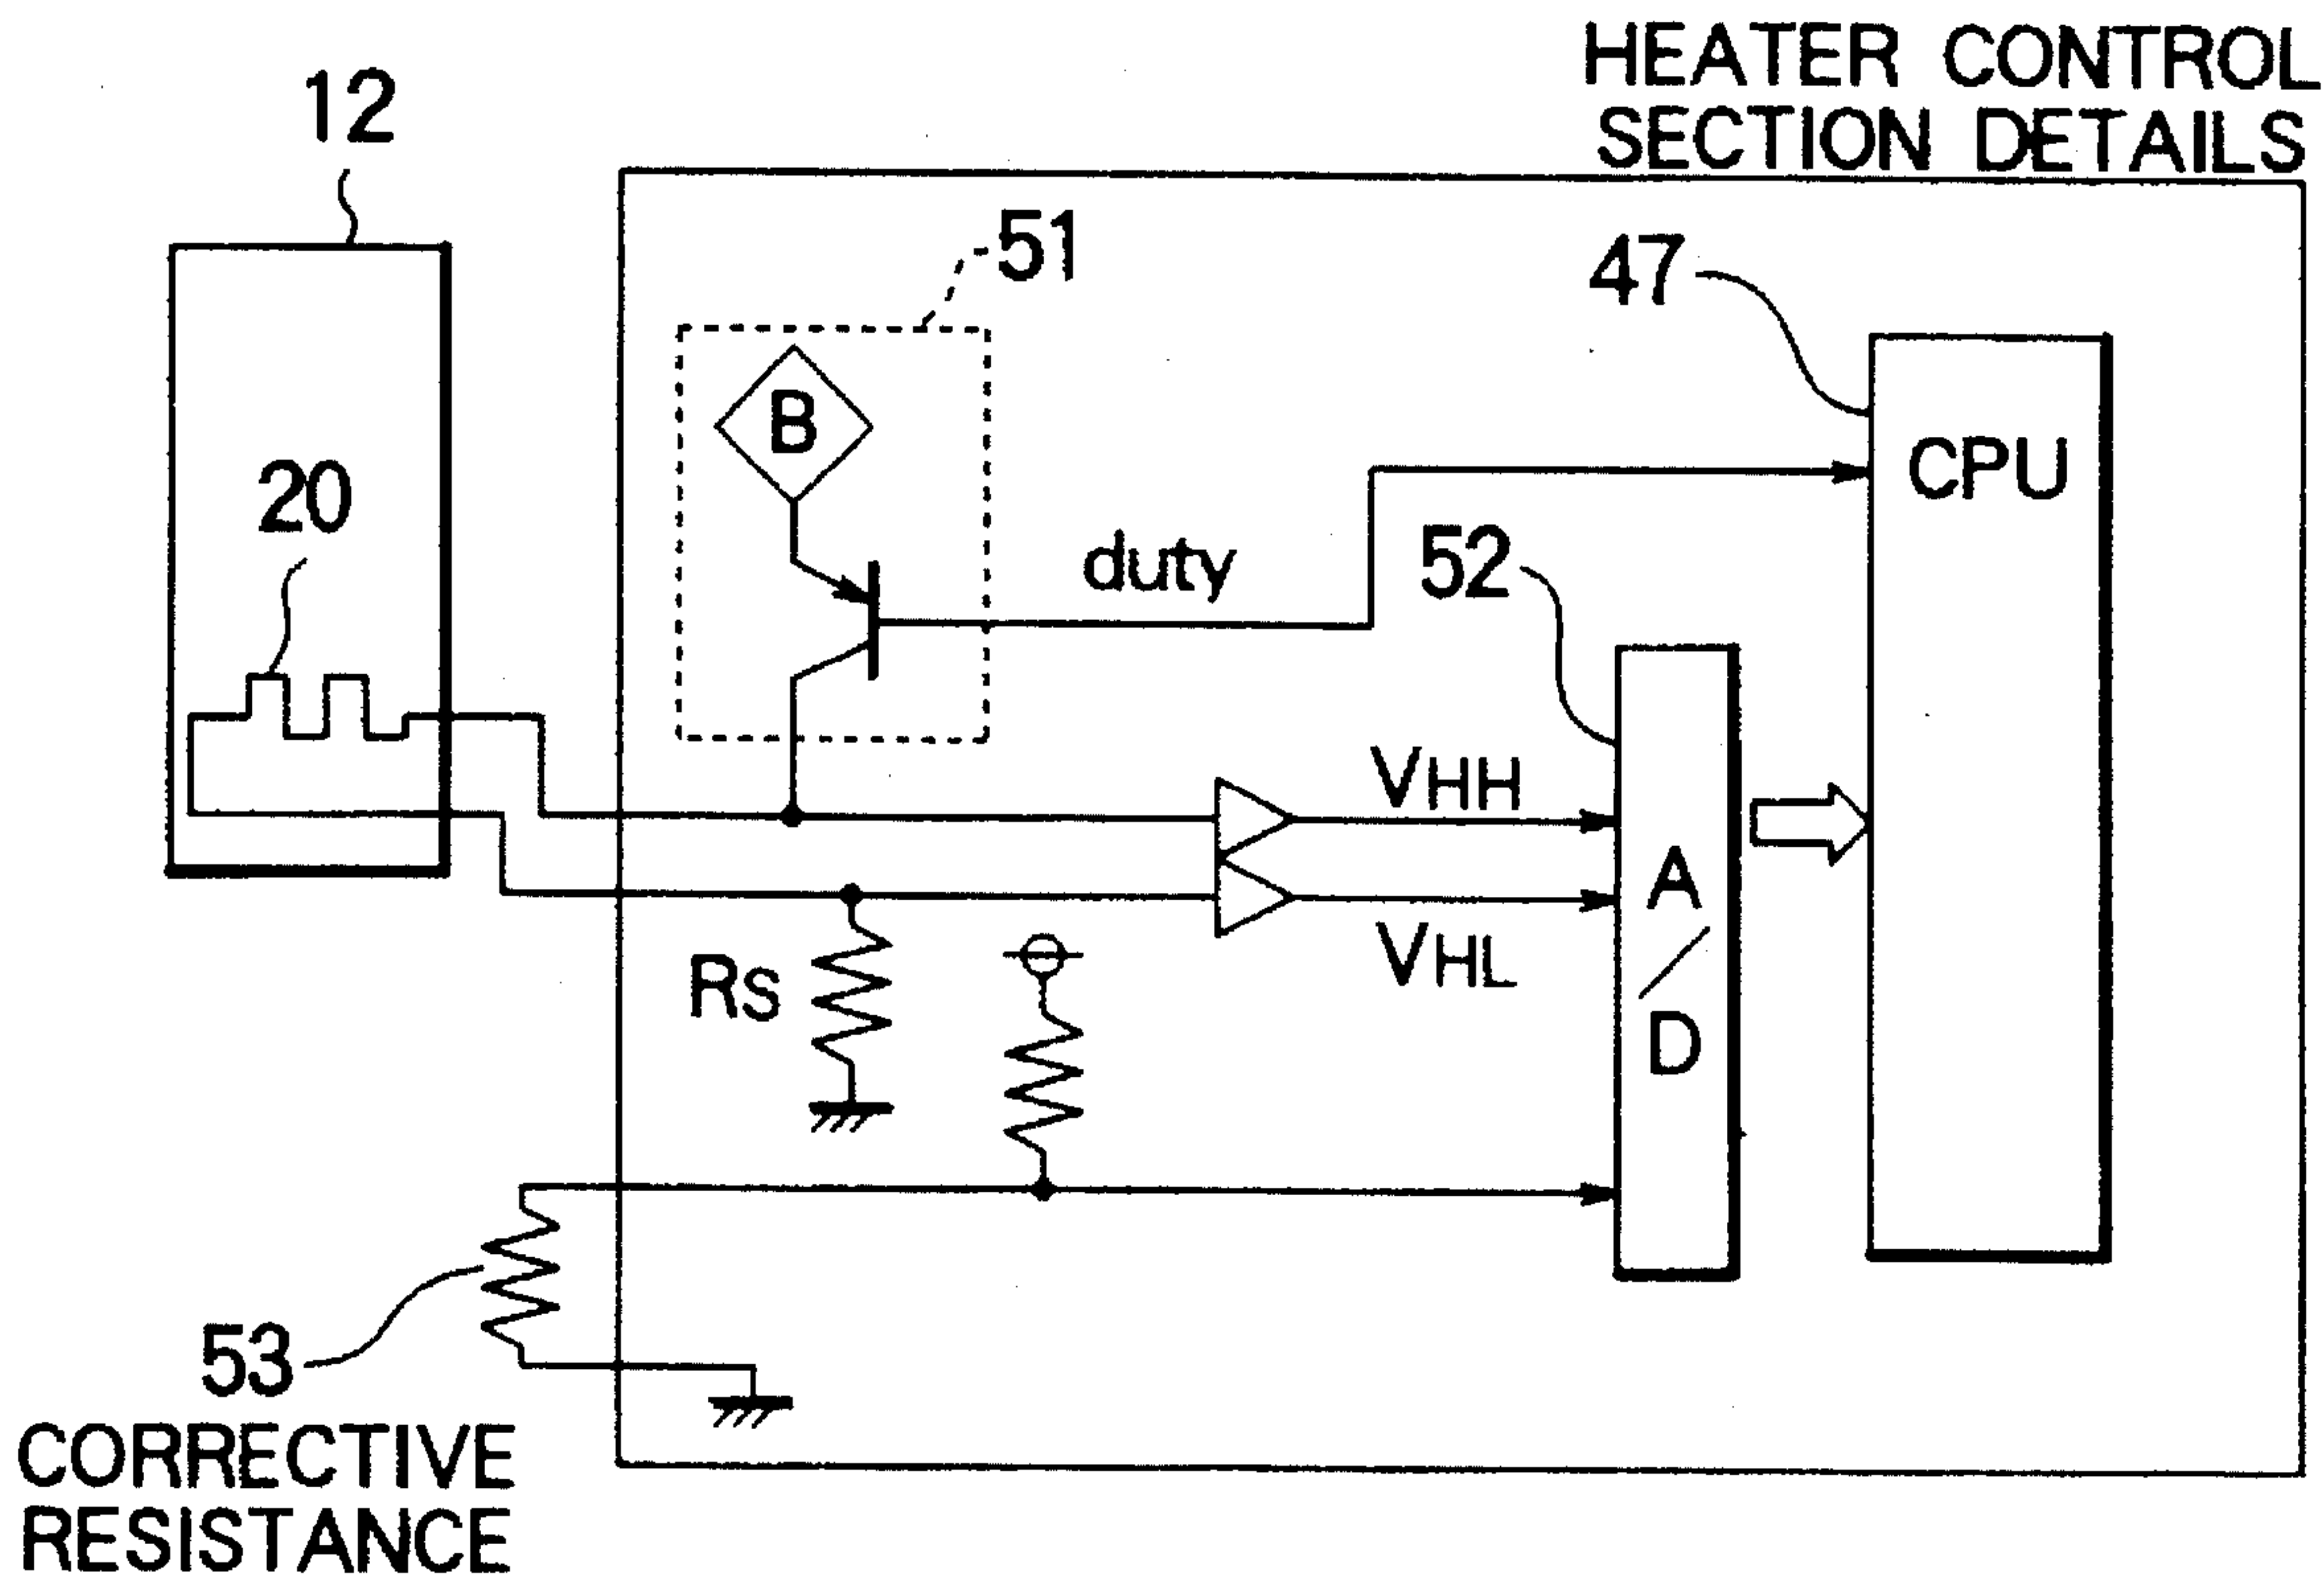 HEATER CONTROL
SECTION DETAILS
12
51
47
B
CPU
20
duty
52
VHH
A
/
D
VHL
RS
53
CORRECTIVE
RESISTANCE